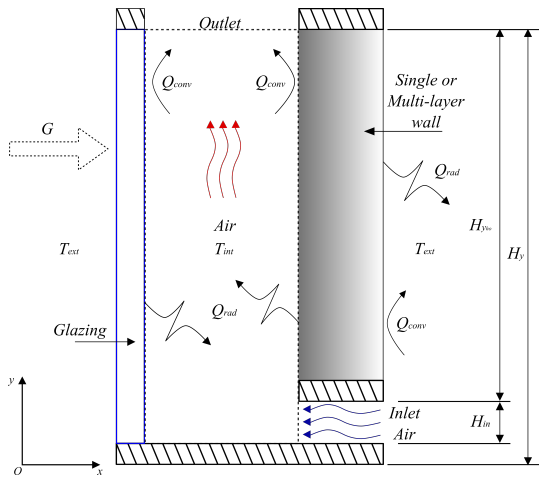 Outlet
Qconv
Qconv
Single or
Multi-layer
wall
G
Qrad
Air
Text
Tint
Text
Hy∞
Hy
Qrad
Glazing
Qconv
y
Inlet
Air
Hin
O
x